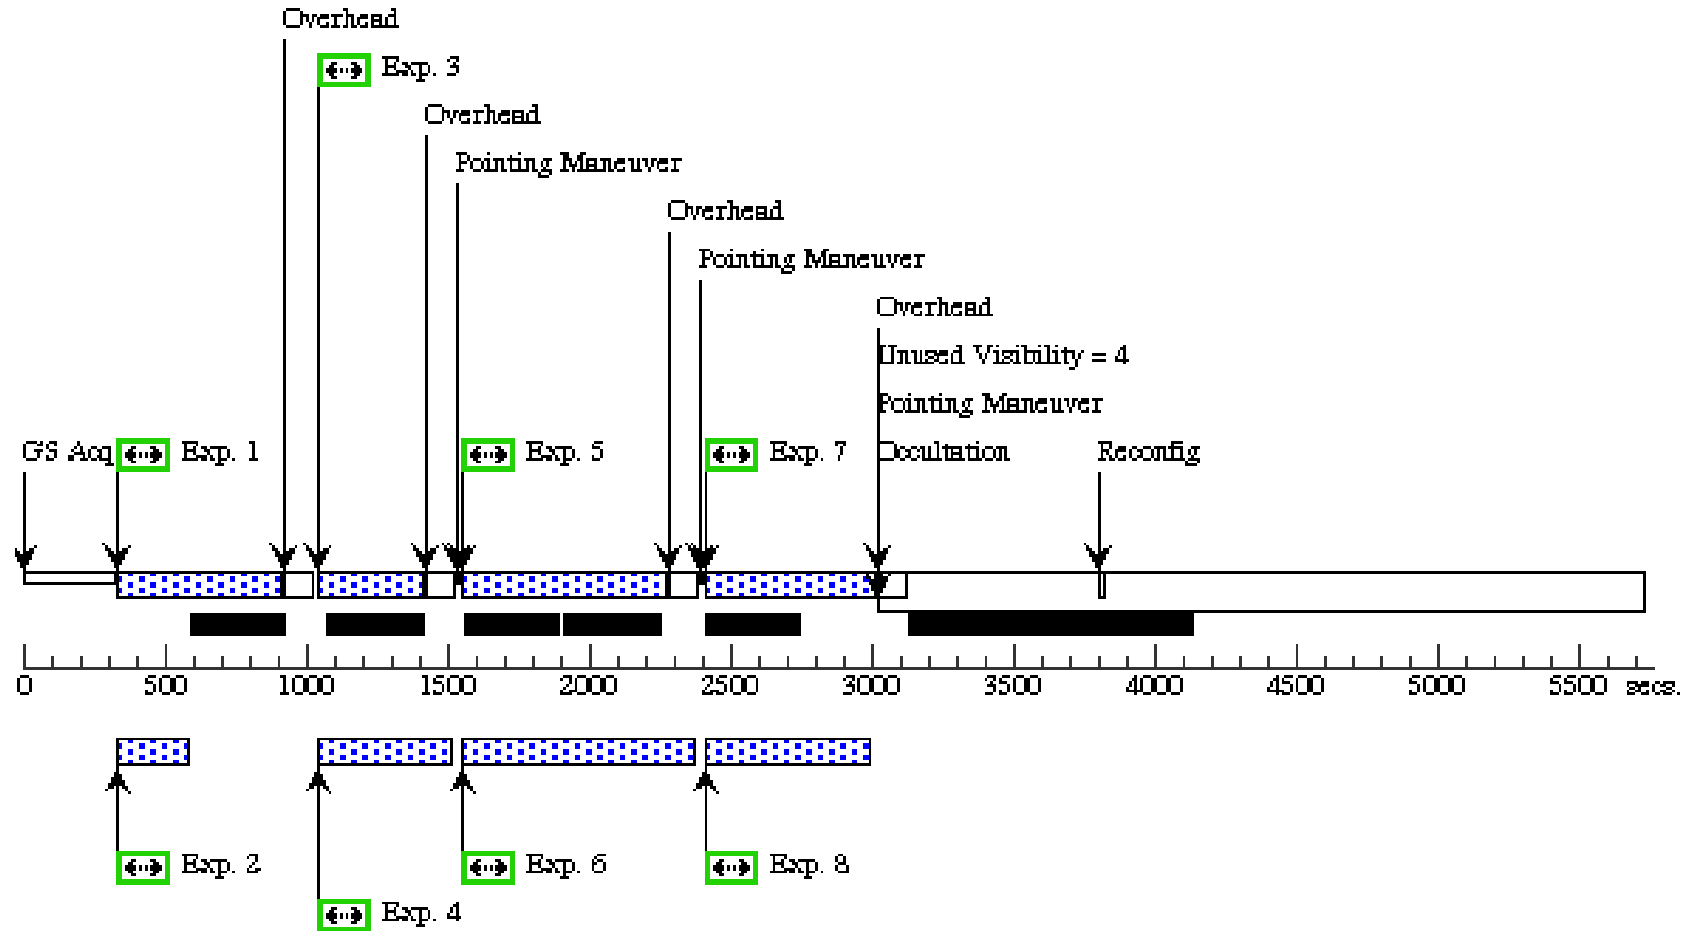 Overhead
Exp. 3
Overhead
Pointing Maneuver
Overhead
Pointing Maneuver
Overhead
Unused Visibility = 4
Pointing Maneuver
GS Acq Exp. 1 Exp. 5 Exp. 7 Occultation Reconfig
0 500 1000 1500 2000 2500 3000 3500 4000 4500 5000 5500 secs.
Exp. 2 Exp. 6 Exp. 8
Exp. 4